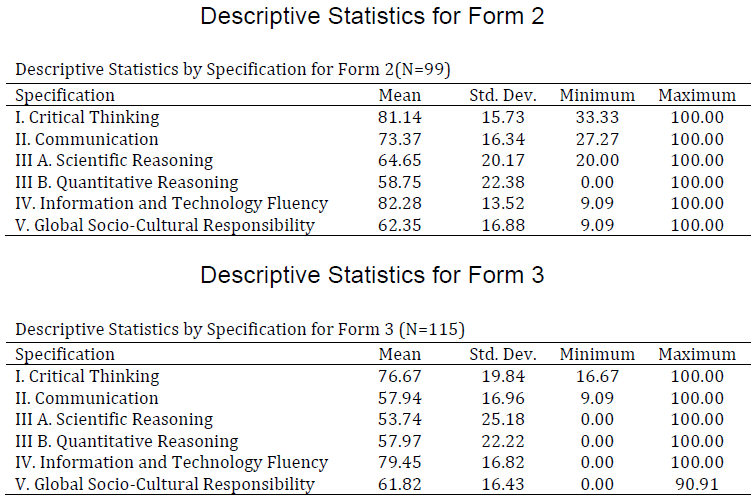 Descriptive Statistics for Form 2
Descriptive Statistics by Specification for Form 2(N=99)
Specification Mean Std. Dev. Minimum Maximum
I. Critical Thinking 81.14 15.73 33.33 100.00
II. Communication 73.37 16.34 27.27 100.00
III A. Scientific Reasoning 64.65 20.17 20.00 100.00
III B. Quantitative Reasoning 58.75 22.38 0.00 100.00
IV. Information and Technology Fluency 82.28 13.52 9.09 100.00
V. Global Socio-Cultural Responsibility 62.35 16.88 9.09 100.00
Descriptive Statistics for Form 3
Descriptive Statistics by Specification for Form 3 (N=115)
Specification Mean Std. Dev. Minimum Maximum
I. Critical Thinking 76.67 19.84 16.67 100.00
II. Communication 57.94 16.96 9.09 100.00
III A. Scientific Reasoning 53.74 25.18 0.00 100.00
III B. Quantitative Reasoning 57.97 22.22 0.00 100.00
IV. Information and Technology Fluency 79.45 16.82 0.00 100.00
V. Global Socio-Cultural Responsibility 61.82 16.43 0.00 90.91